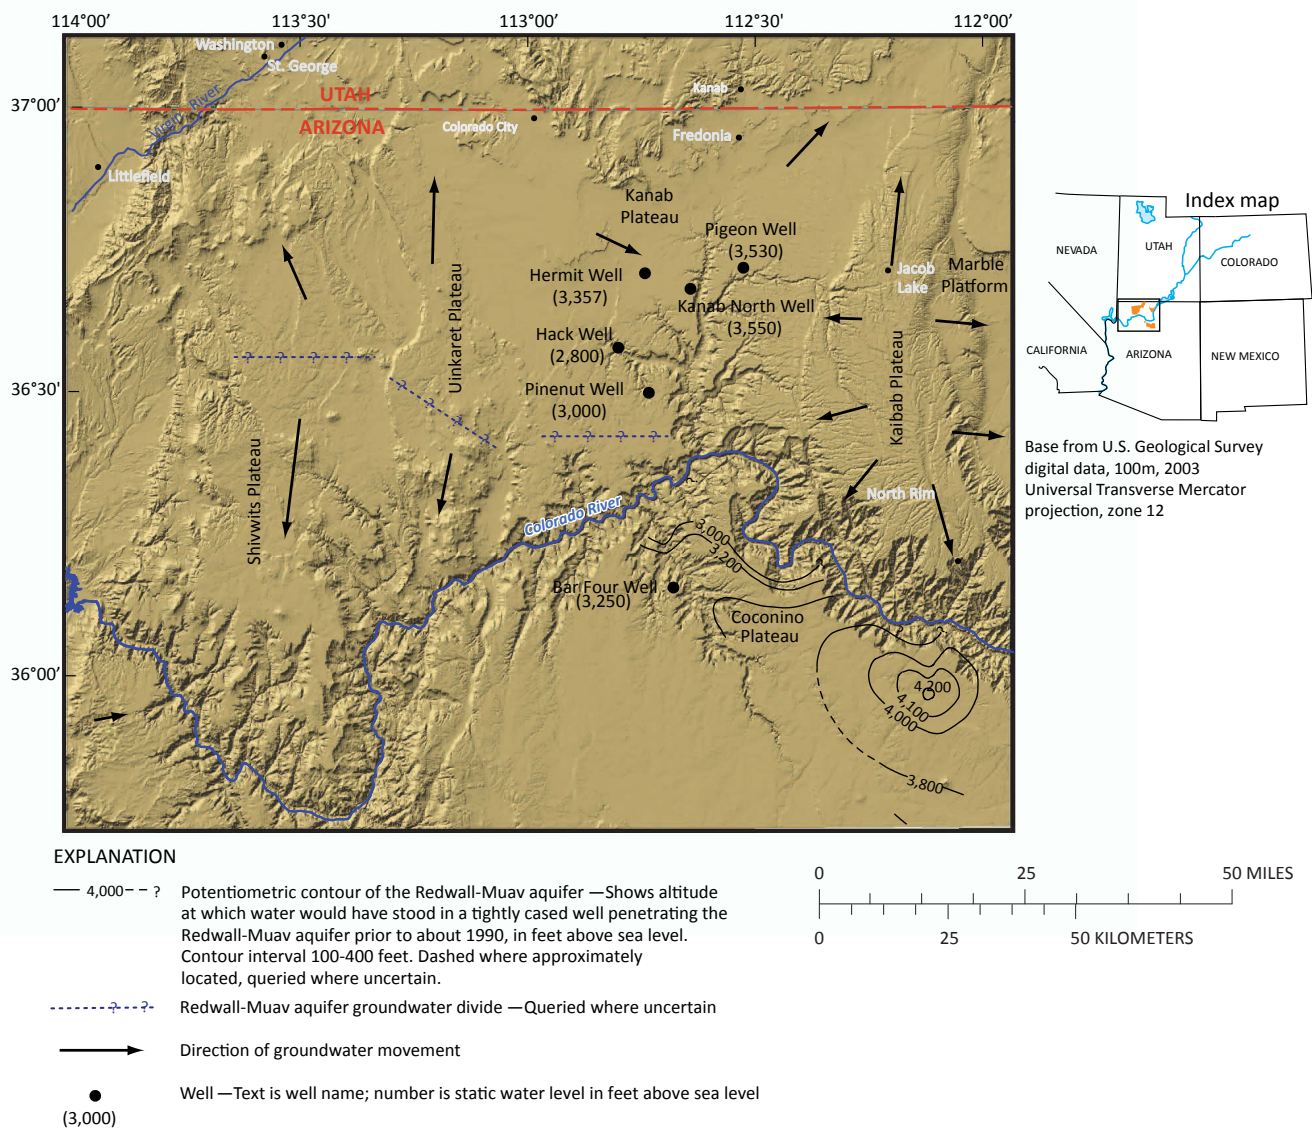 114°00’
113°30’
113°00’
112°30’
112°00’
37°00’
36°30’
36°00’
Washington
St. George
Virgin River
Littlefield
UTAH
ARIZONA
Colorado City
Kanab
Fredonia
Kanab
Plateau
Pigeon Well
(3,530)
Hermit Well
(3,357)
Kanab North Well
(3,550)
Jacob
Lake
Marble
Platform
Hack Well
(2,800)
Pinenut Well
(3,000)
Uinkaret Plateau
Kaibab Plateau
Shivwits Plateau
? ? ? ?
? ? ? ?
? ? ? ?
Colorado River
North Rim
?
3,000
3,200
?
Bar Four Well
(3,250)
Coconino
Plateau
? ?
4,200
4,100
4,000
3,800
Index map
NEVADA
UTAH
COLORADO
CALIFORNIA
ARIZONA
NEW MEXICO
Base from U.S. Geological Survey
digital data, 100m, 2003
Universal Transverse Mercator
projection, zone 12
EXPLANATION
4,000 ?
Potentiometric contour of the Redwall-Muav aquifer —Shows altitude
at which water would have stood in a tightly cased well penetrating the
Redwall-Muav aquifer prior to about 1990, in feet above sea level.
Contour interval 100-400 feet. Dashed where approximately
located, queried where uncertain.
? ?
Redwall-Muav aquifer groundwater divide —Queried where uncertain
Direction of groundwater movement
Well —Text is well name; number is static water level in feet above sea level
(3,000)
0 25 50 MILES
0 25 50 KILOMETERS